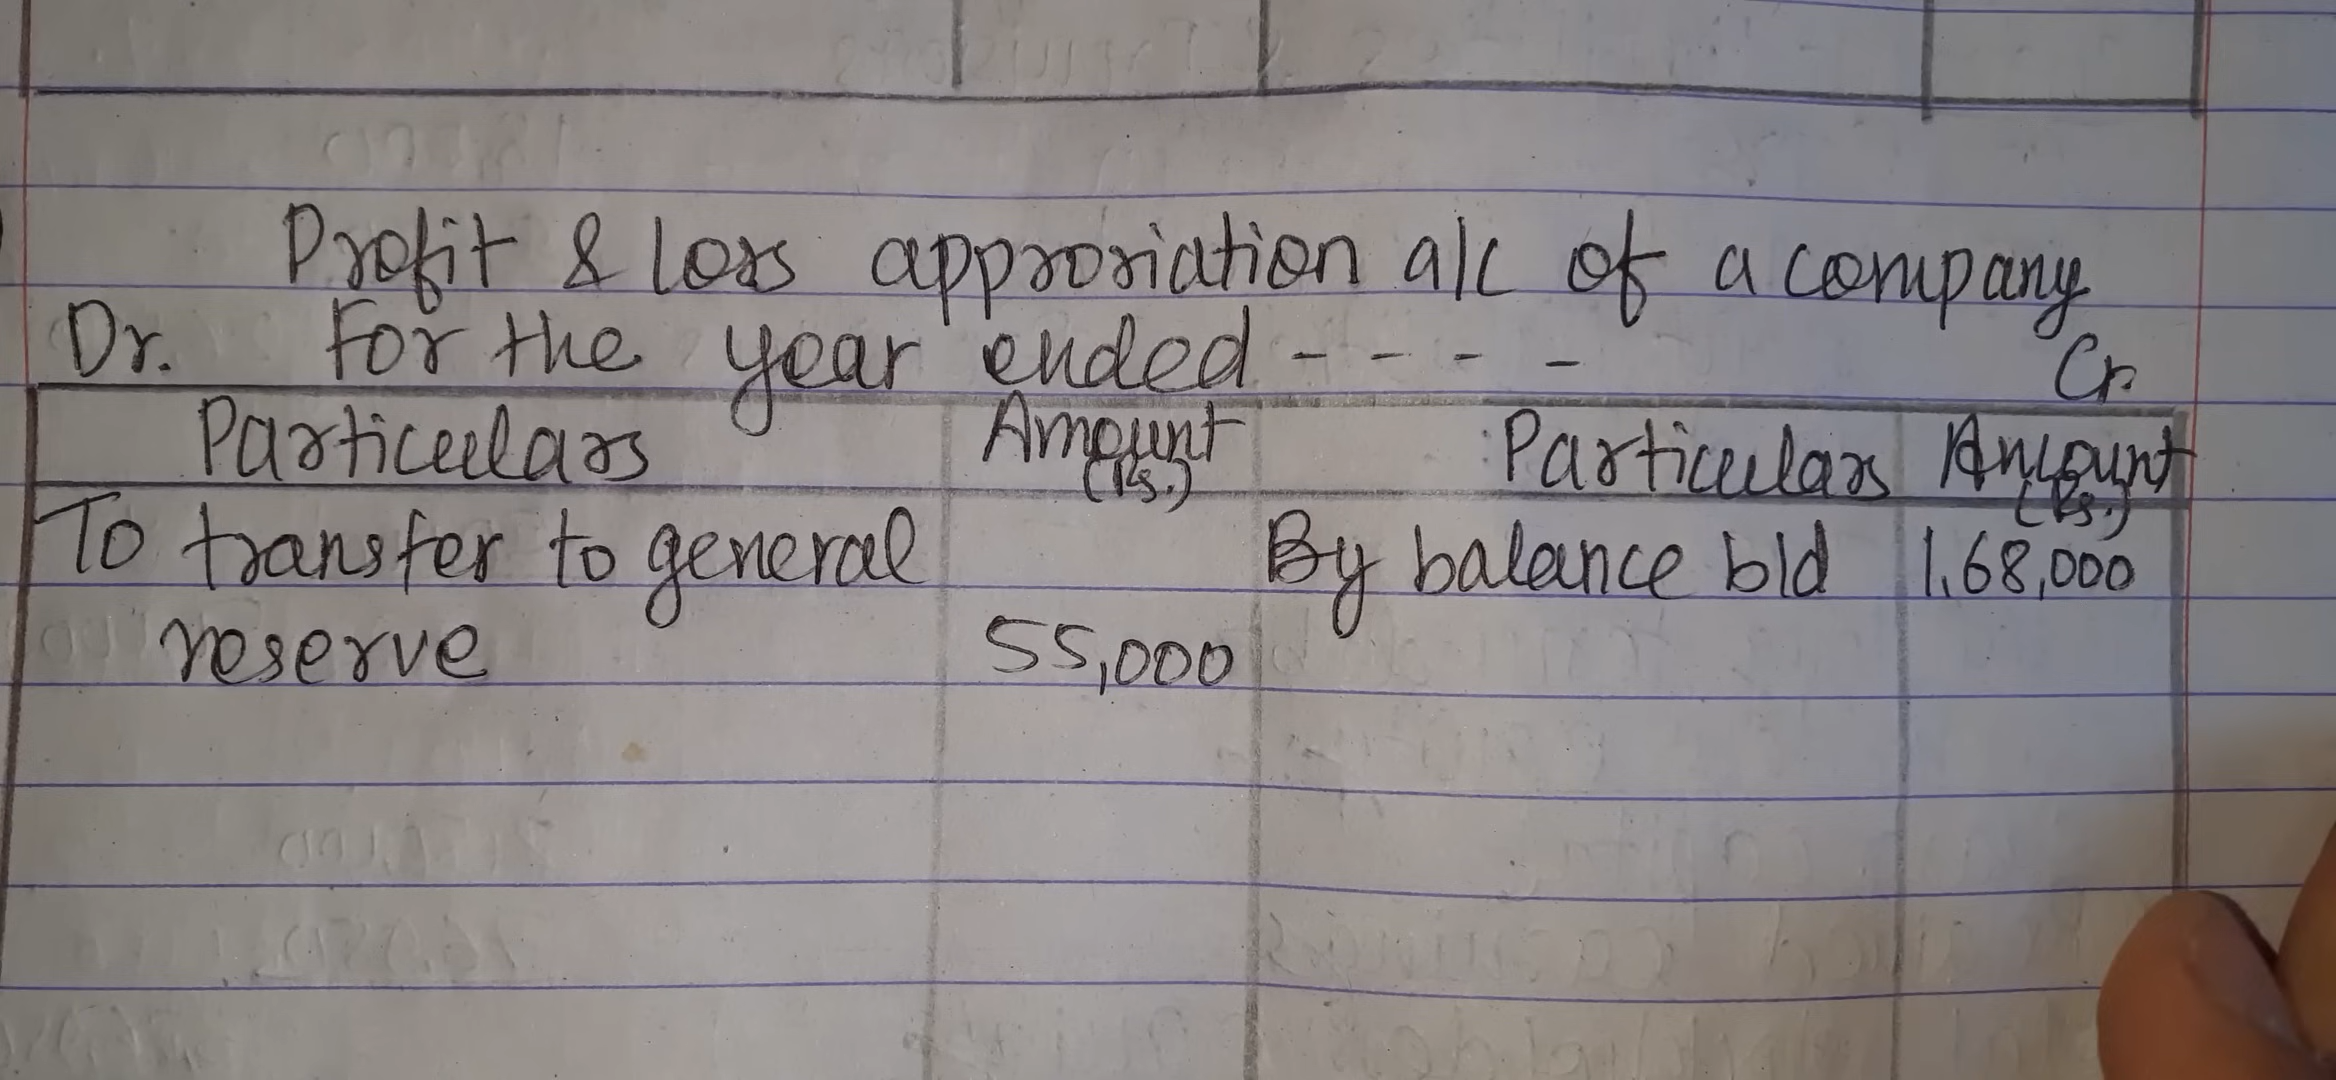 Profit & loss approriation a/c of a company
Dr. For the year ended - - - - Cr.
Particulars Amount (Rs.) Particulars Amount (Rs.)
To transfer to general By balance b/d 1,68,000
reserve 55,000